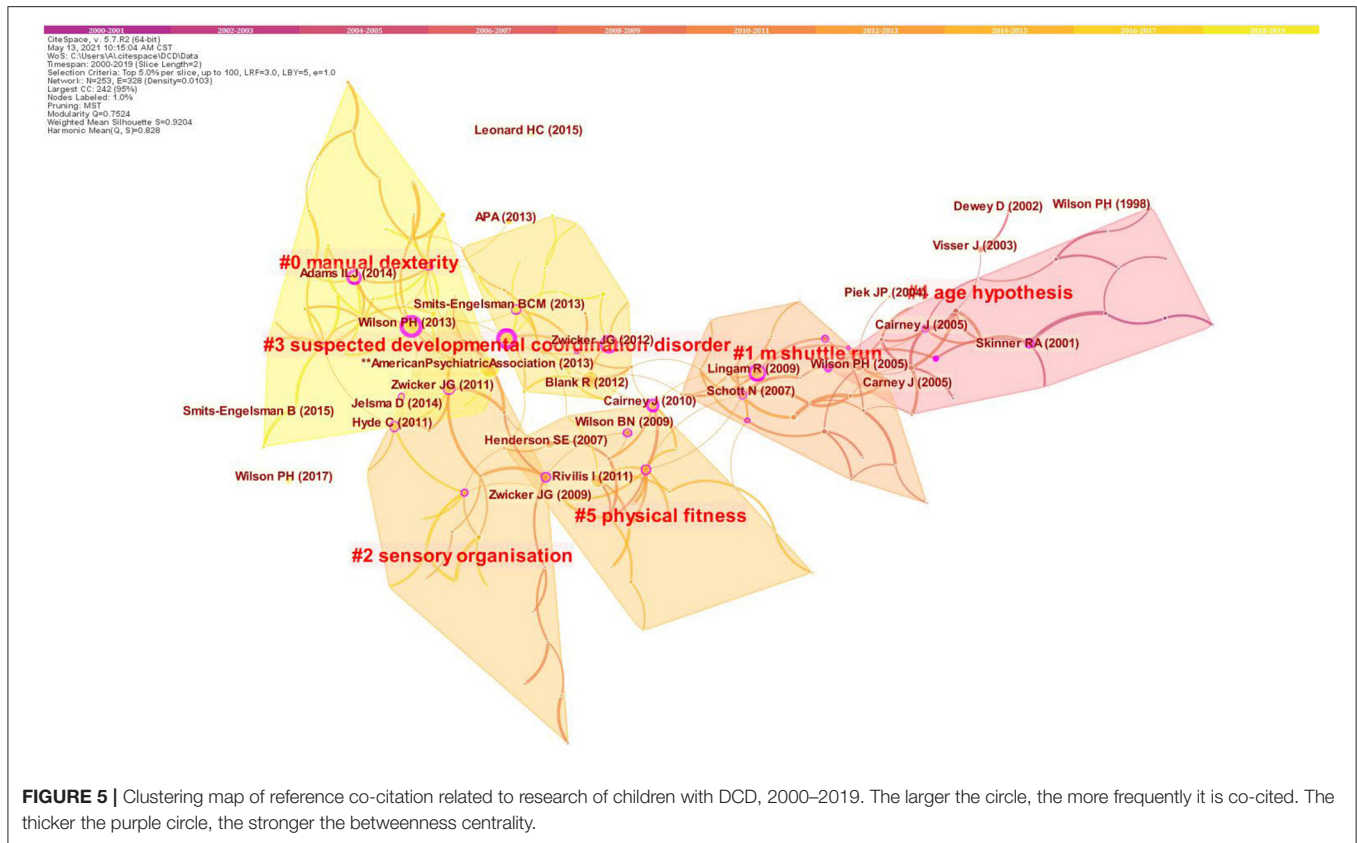 2000-2001 2002-2003 2004-2005 2006-2007 2008-2009 2010-2011 2012-2013 2014-2015 2016-2017 2018-2019
CiteSpace, v. 5.7.R2 (64-bit)
May 13, 2021 10:15:04 AM CST
WoS: C:\Users\A\.citespace\DCD\Data
Timespan: 2000-2019 (Slice Length=2)
Selection Criteria: Top 5.0% per slice, up to 100, LRF=3.0, LBY=5, e=1.0
Network: N=253, E=328 (Density=0.0103)
Largest CC: 242 (95%)
Nodes Labeled: 1.0%
Pruning: MST
Modularity Q=0.7524
Weighted Mean Silhouette S=0.9204
Harmonic Mean(Q, S)=0.828
Leonard HC (2015)
Dewey D (2002)
Wilson PH (1998)
APA (2013)
Visser J (2003)
#0 manual dexterity
Adams ILJ (2014)
Piek JP (2004)
age hypothesis
Smits-Engelsman BCM (2013)
Wilson PH (2013)
Cairney J (2005)
#3 suspected developmental coordination disorder
Zwicker JG (2012)
Skinner RA (2001)
#1 m shuttle run
**AmericanPsychiatricAssociation (2013)
Lingam R (2009)
Wilson PH (2005)
Zwicker JG (2011)
Blank R (2012)
Schott N (2007)
Carney J (2005)
Jelsma D (2014)
Cairney J (2010)
Smits-Engelsman B (2015)
Hyde C (2011)
Wilson BN (2009)
Henderson SE (2007)
Wilson PH (2017)
Rivilis I (2011)
Zwicker JG (2009)
#5 physical fitness
#2 sensory organisation
FIGURE 5 | Clustering map of reference co-citation related to research of children with DCD, 2000–2019. The larger the circle, the more frequently it is co-cited. The
thicker the purple circle, the stronger the betweenness centrality.